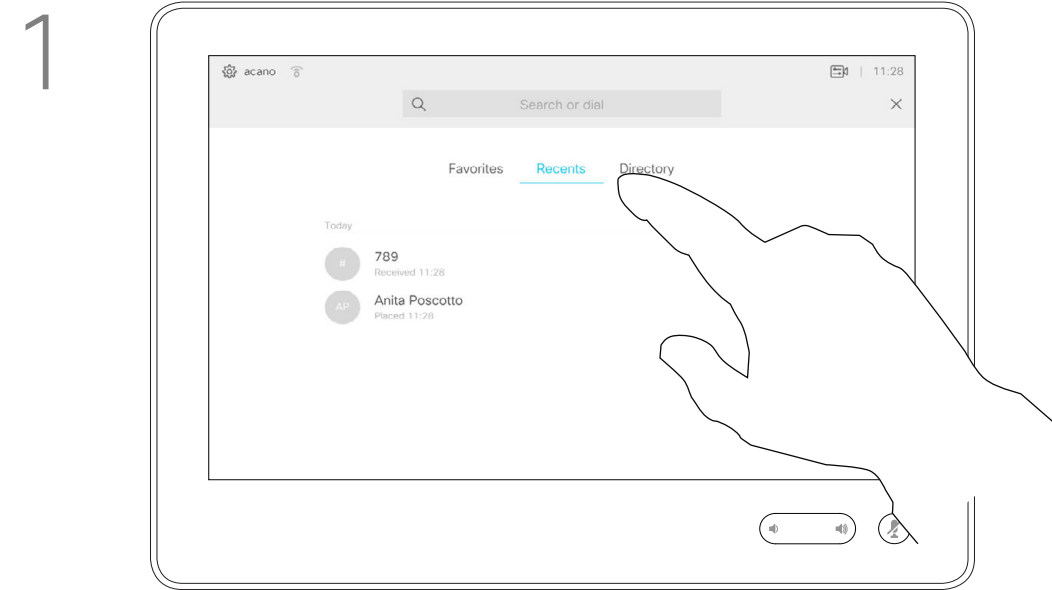 1
acano
11:28
Search or dial
Favorites Recents Directory
Today
#
789
Received 11:28
AP
Anita Poscotto
Placed 11:28